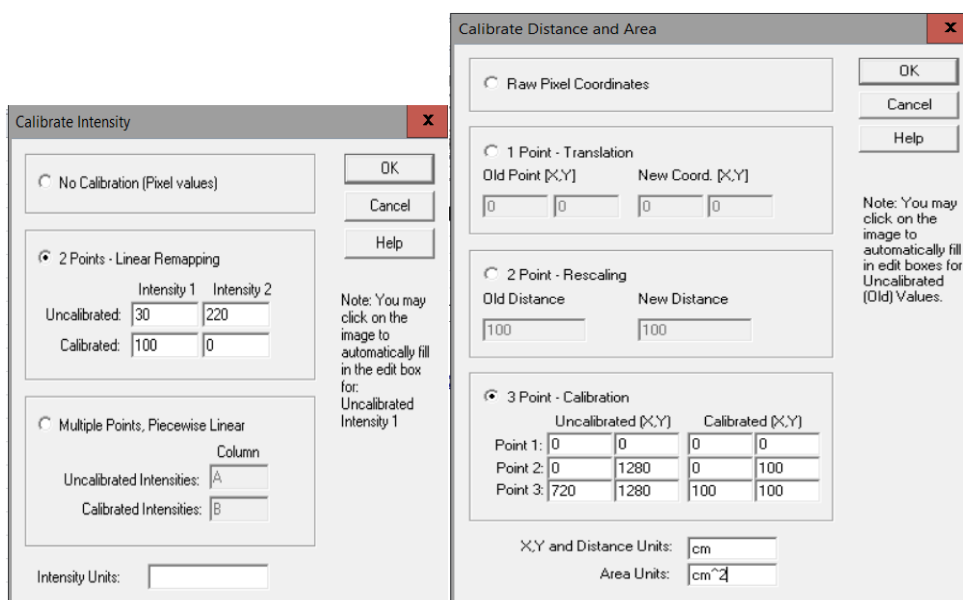 Calibrate Intensity
x
No Calibration (Pixel values)
OK
Cancel
Help
2 Points - Linear Remapping
Intensity 1 Intensity 2
Uncalibrated: 30 220
Calibrated: 100 0
Note: You may
click on the
image to
automatically fill
in the edit box
for:
Uncalibrated
Intensity 1
Multiple Points, Piecewise Linear
Column
Uncalibrated Intensities: A
Calibrated Intensities: B
Intensity Units:
Calibrate Distance and Area
x
Raw Pixel Coordinates
OK
Cancel
Help
1 Point - Translation
Old Point [X,Y] New Coord. [X,Y]
0 0 0 0
Note: You may
click on the
image to
automatically fill
in edit boxes for
Uncalibrated
(Old) Values.
2 Point - Rescaling
Old Distance New Distance
100 100
3 Point - Calibration
Uncalibrated (X,Y) Calibrated (X,Y)
Point 1: 0 0 0 0
Point 2: 0 1280 0 100
Point 3: 720 1280 100 100
X,Y and Distance Units: cm
Area Units: cm^2